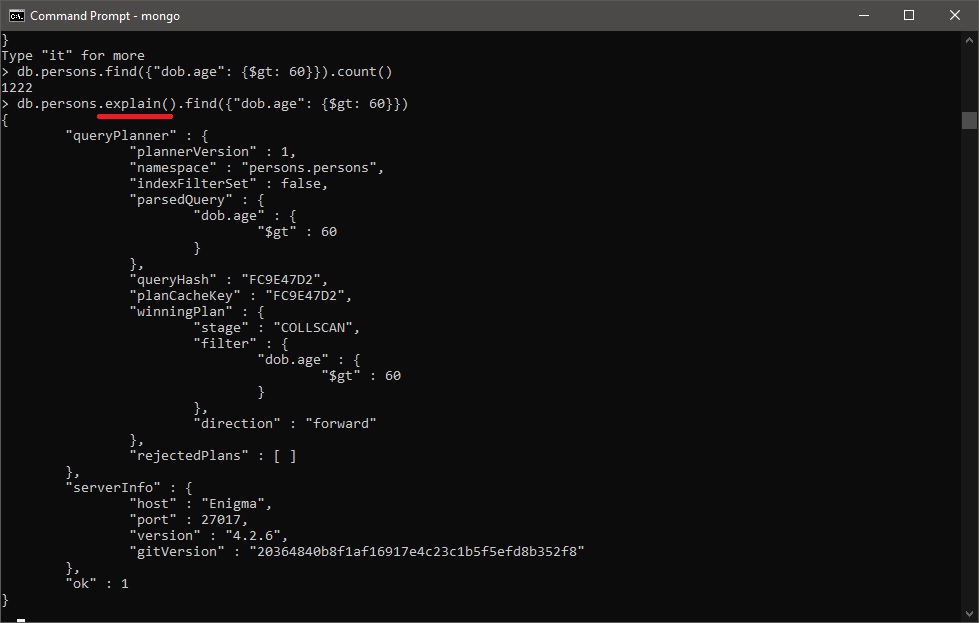 Command Prompt - mongo
}
Type "it" for more
> db.persons.find({"dob.age": {$gt: 60}}).count()
1222
> db.persons.explain().find({"dob.age": {$gt: 60}})
{
        "queryPlanner" : {
                "plannerVersion" : 1,
                "namespace" : "persons.persons",
                "indexFilterSet" : false,
                "parsedQuery" : {
                        "dob.age" : {
                                "$gt" : 60
                        }
                },
                "queryHash" : "FC9E47D2",
                "planCacheKey" : "FC9E47D2",
                "winningPlan" : {
                        "stage" : "COLLSCAN",
                        "filter" : {
                                "dob.age" : {
                                        "$gt" : 60
                                }
                        },
                        "direction" : "forward"
                },
                "rejectedPlans" : [ ]
        },
        "serverInfo" : {
                "host" : "Enigma",
                "port" : 27017,
                "version" : "4.2.6",
                "gitVersion" : "20364840b8f1af16917e4c23c1b5f5efd8b352f8"
        },
        "ok" : 1
}